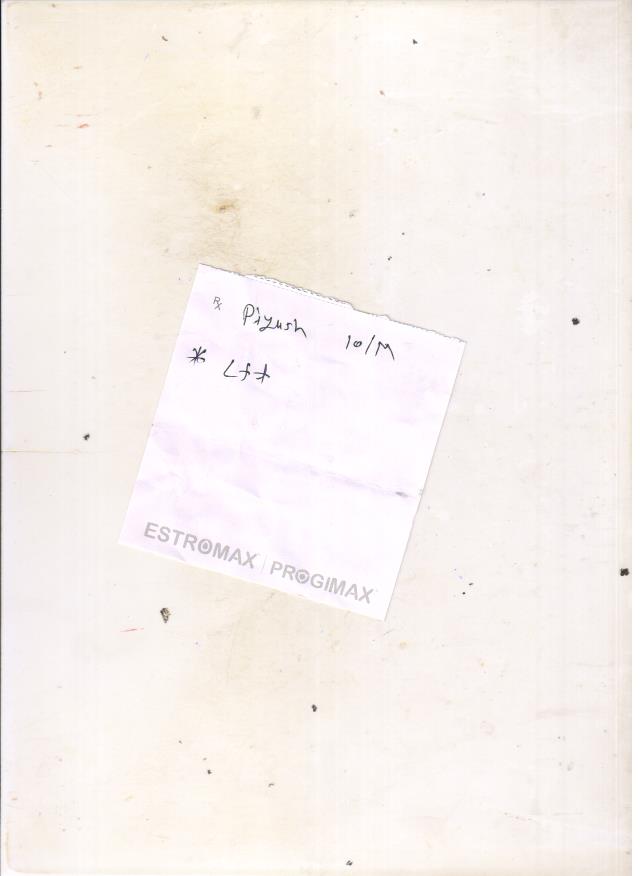 Rx Piyush 10/M
* Lft
ESTROMAX | PROGIMAX